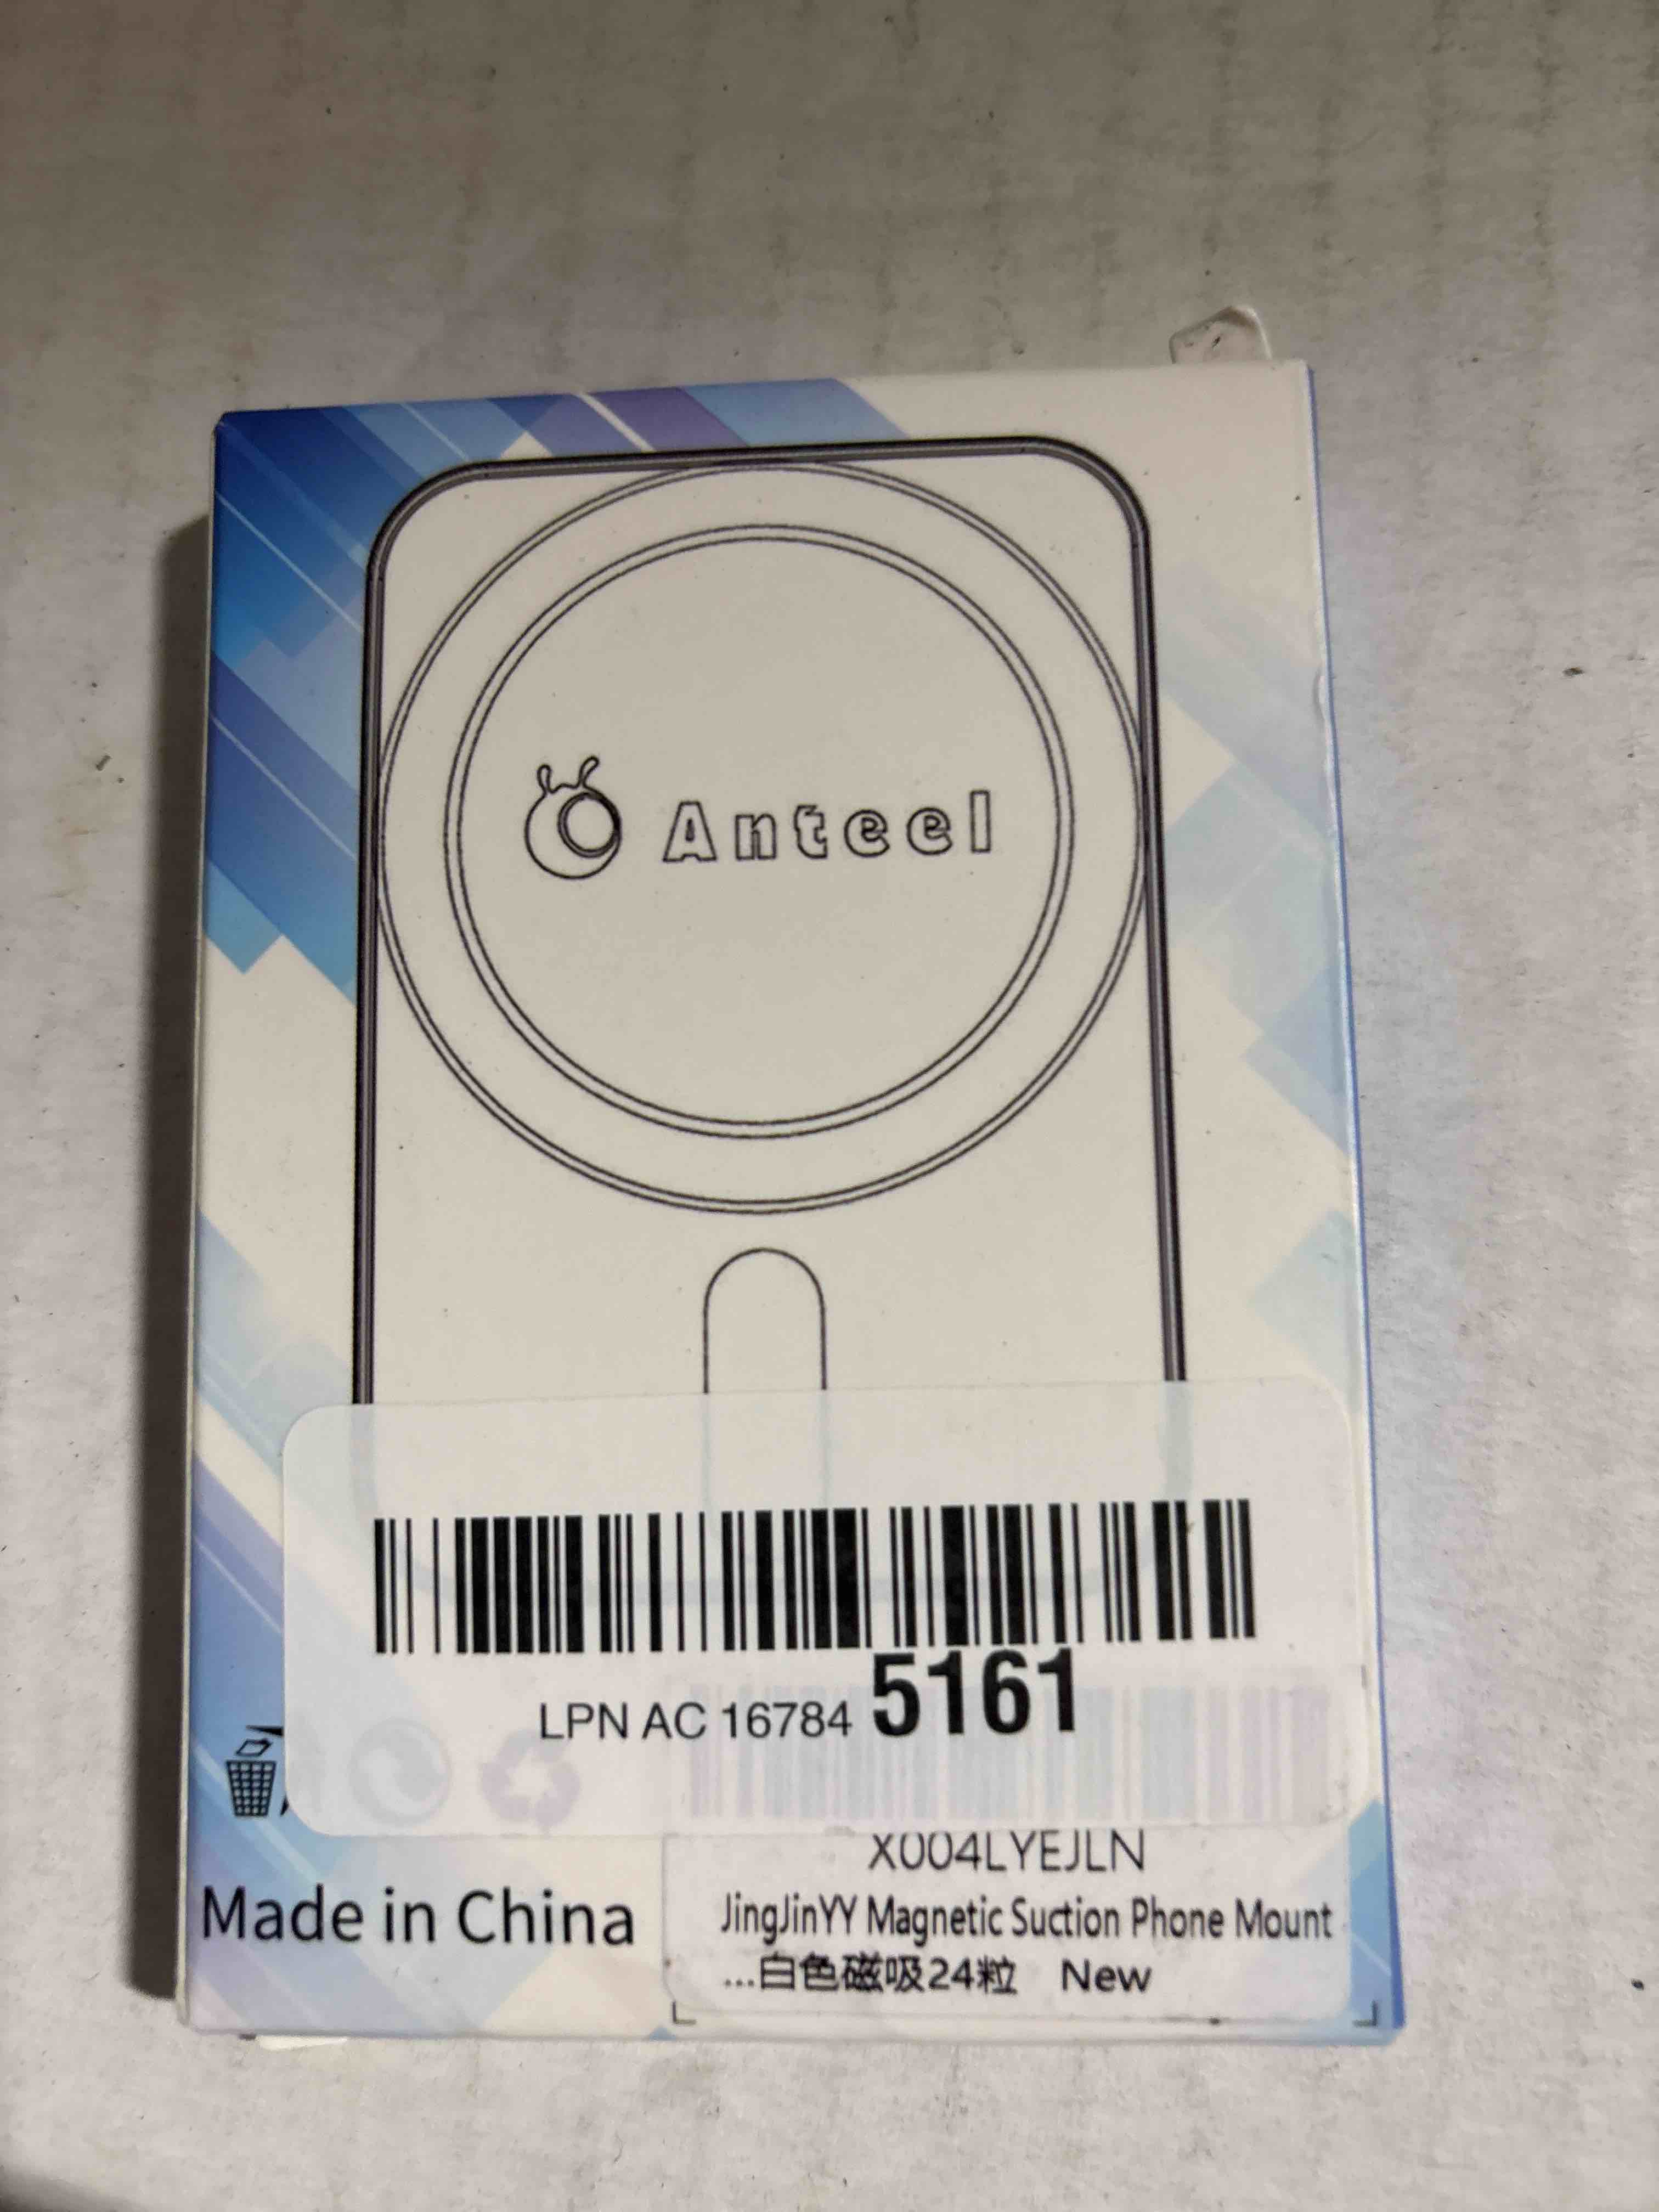 Anteel
LPN AC 16784 5161
X004LYEJLN
Made in China
JingJinYY Magnetic Suction Phone Mount
...白色磁吸24粒 New